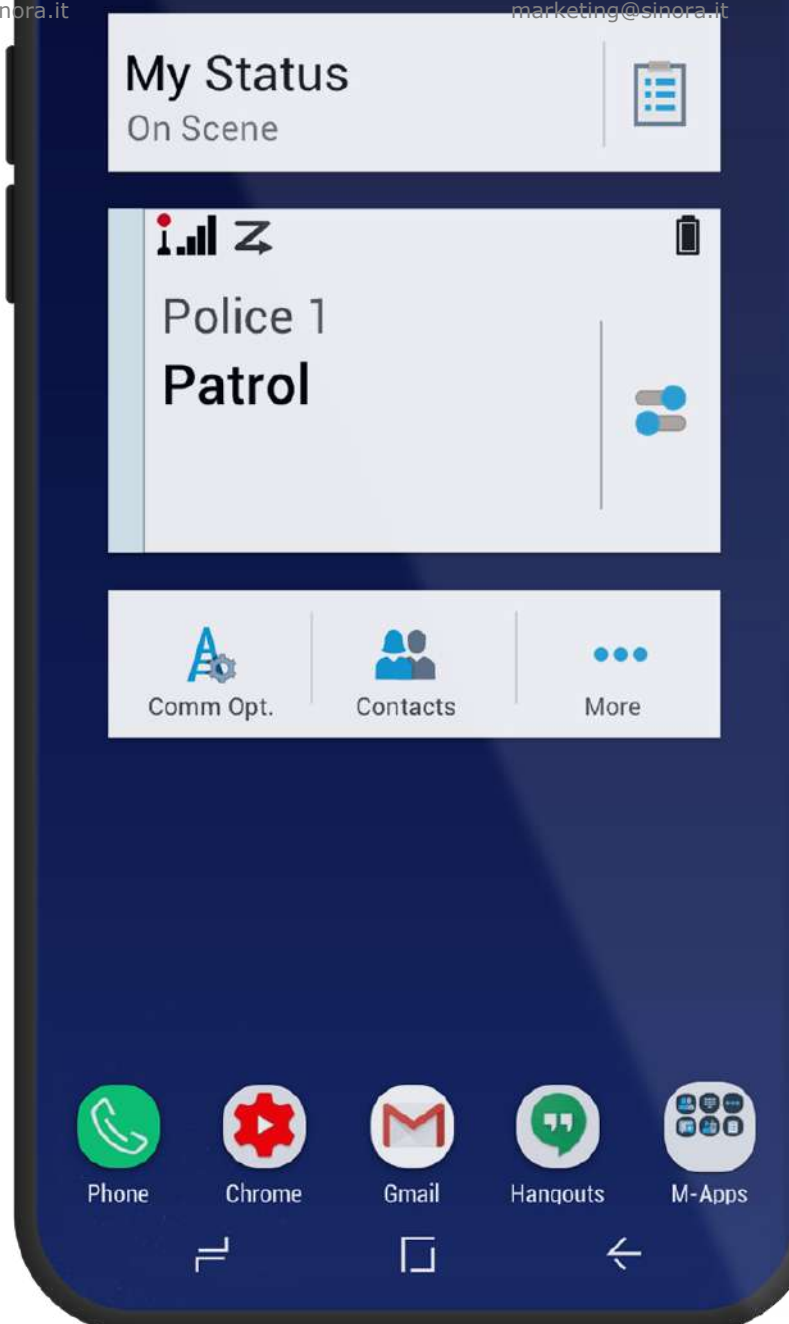 nora.it
marketing@sinora.it
My Status
On Scene
Police 1
Patrol
Comm Opt.
Contacts
More
Phone
Chrome
Gmail
Hangouts
M-Apps